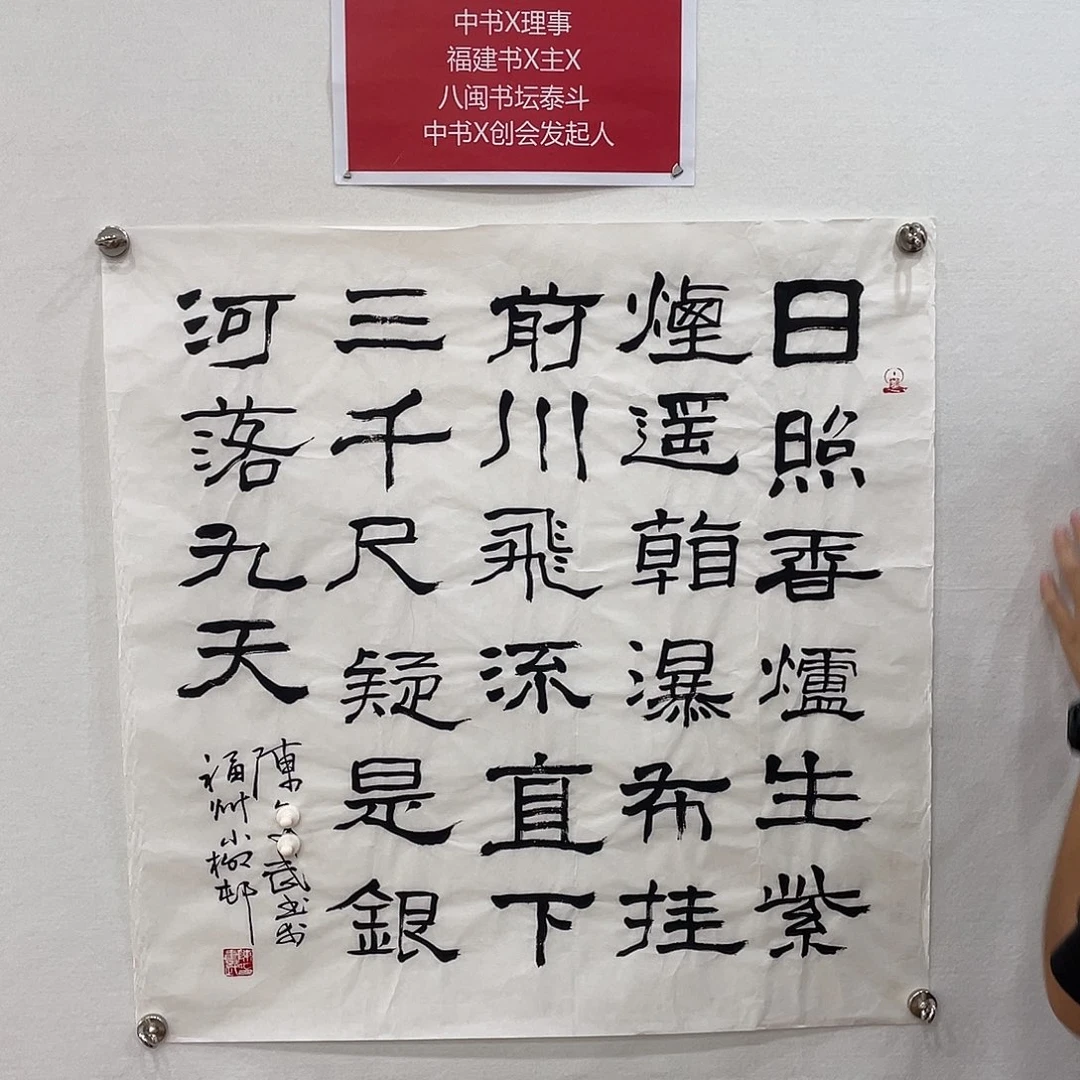 中书X理事
福建书X主X
八闽书坛泰斗
中书X创会发起人
日照香爐生紫
煙遥看瀑布挂
前川飛流直下
三千尺疑是銀
河落九天
陳武书於
福州小柳邨